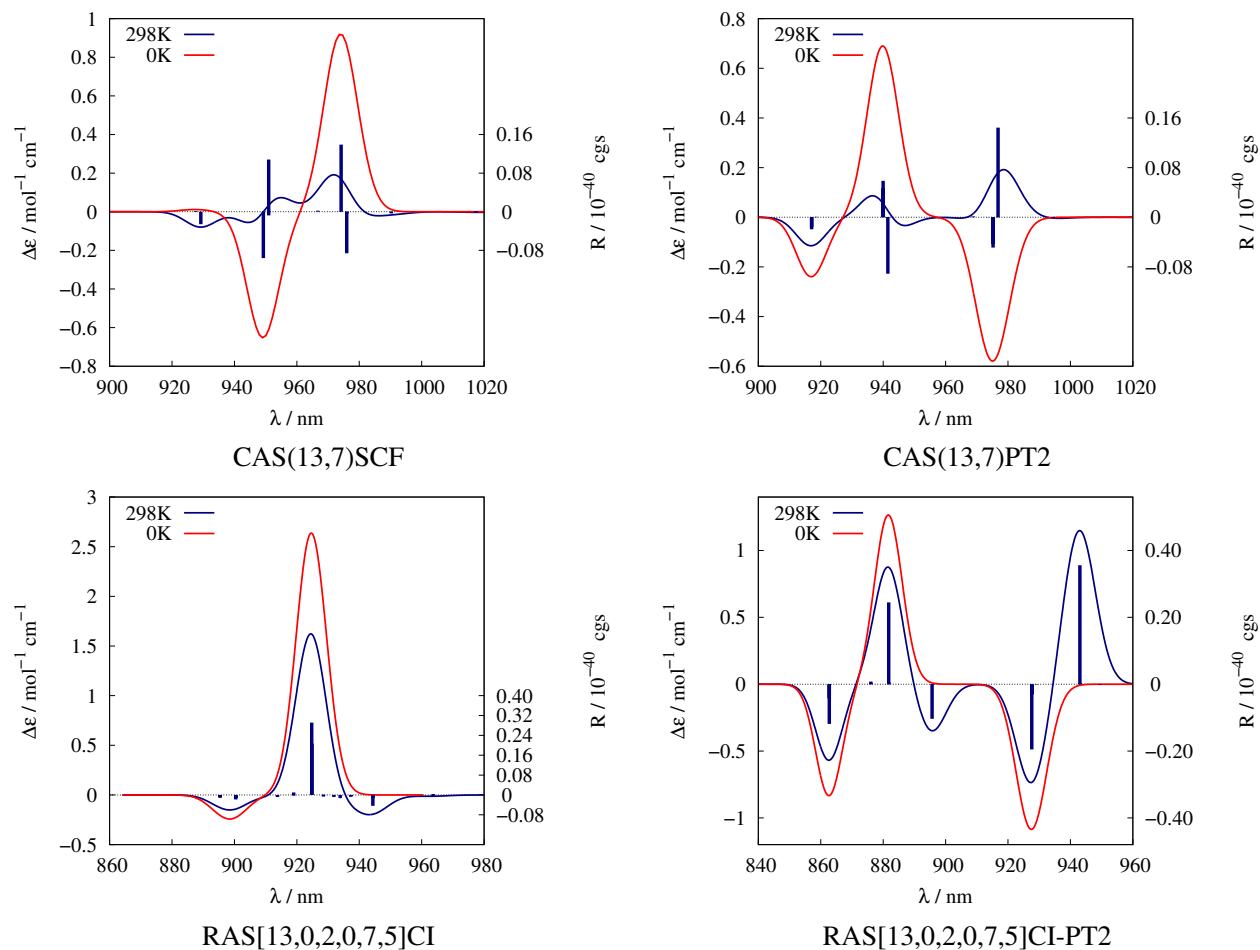 298K
0K
1
0.8
0.6
0.4
0.2
0
−0.2
−0.4
−0.6
−0.8
0.16
0.08
0
−0.08
900 920 940 960 980 1000 1020
Δε / mol⁻¹ cm⁻¹
R / 10⁻⁴⁰ cgs
λ / nm
CAS(13,7)SCF
298K
0K
0.8
0.6
0.4
0.2
0
−0.2
−0.4
−0.6
0.16
0.08
0
−0.08
900 920 940 960 980 1000 1020
Δε / mol⁻¹ cm⁻¹
R / 10⁻⁴⁰ cgs
λ / nm
CAS(13,7)PT2
298K
0K
3
2.5
2
1.5
1
0.5
0
−0.5
0.40
0.32
0.24
0.16
0.08
0
−0.08
860 880 900 920 940 960 980
Δε / mol⁻¹ cm⁻¹
R / 10⁻⁴⁰ cgs
λ / nm
RAS[13,0,2,0,7,5]CI
298K
0K
1
0.5
0
−0.5
−1
0.40
0.20
0
−0.20
−0.40
840 860 880 900 920 940 960
Δε / mol⁻¹ cm⁻¹
R / 10⁻⁴⁰ cgs
λ / nm
RAS[13,0,2,0,7,5]CI-PT2